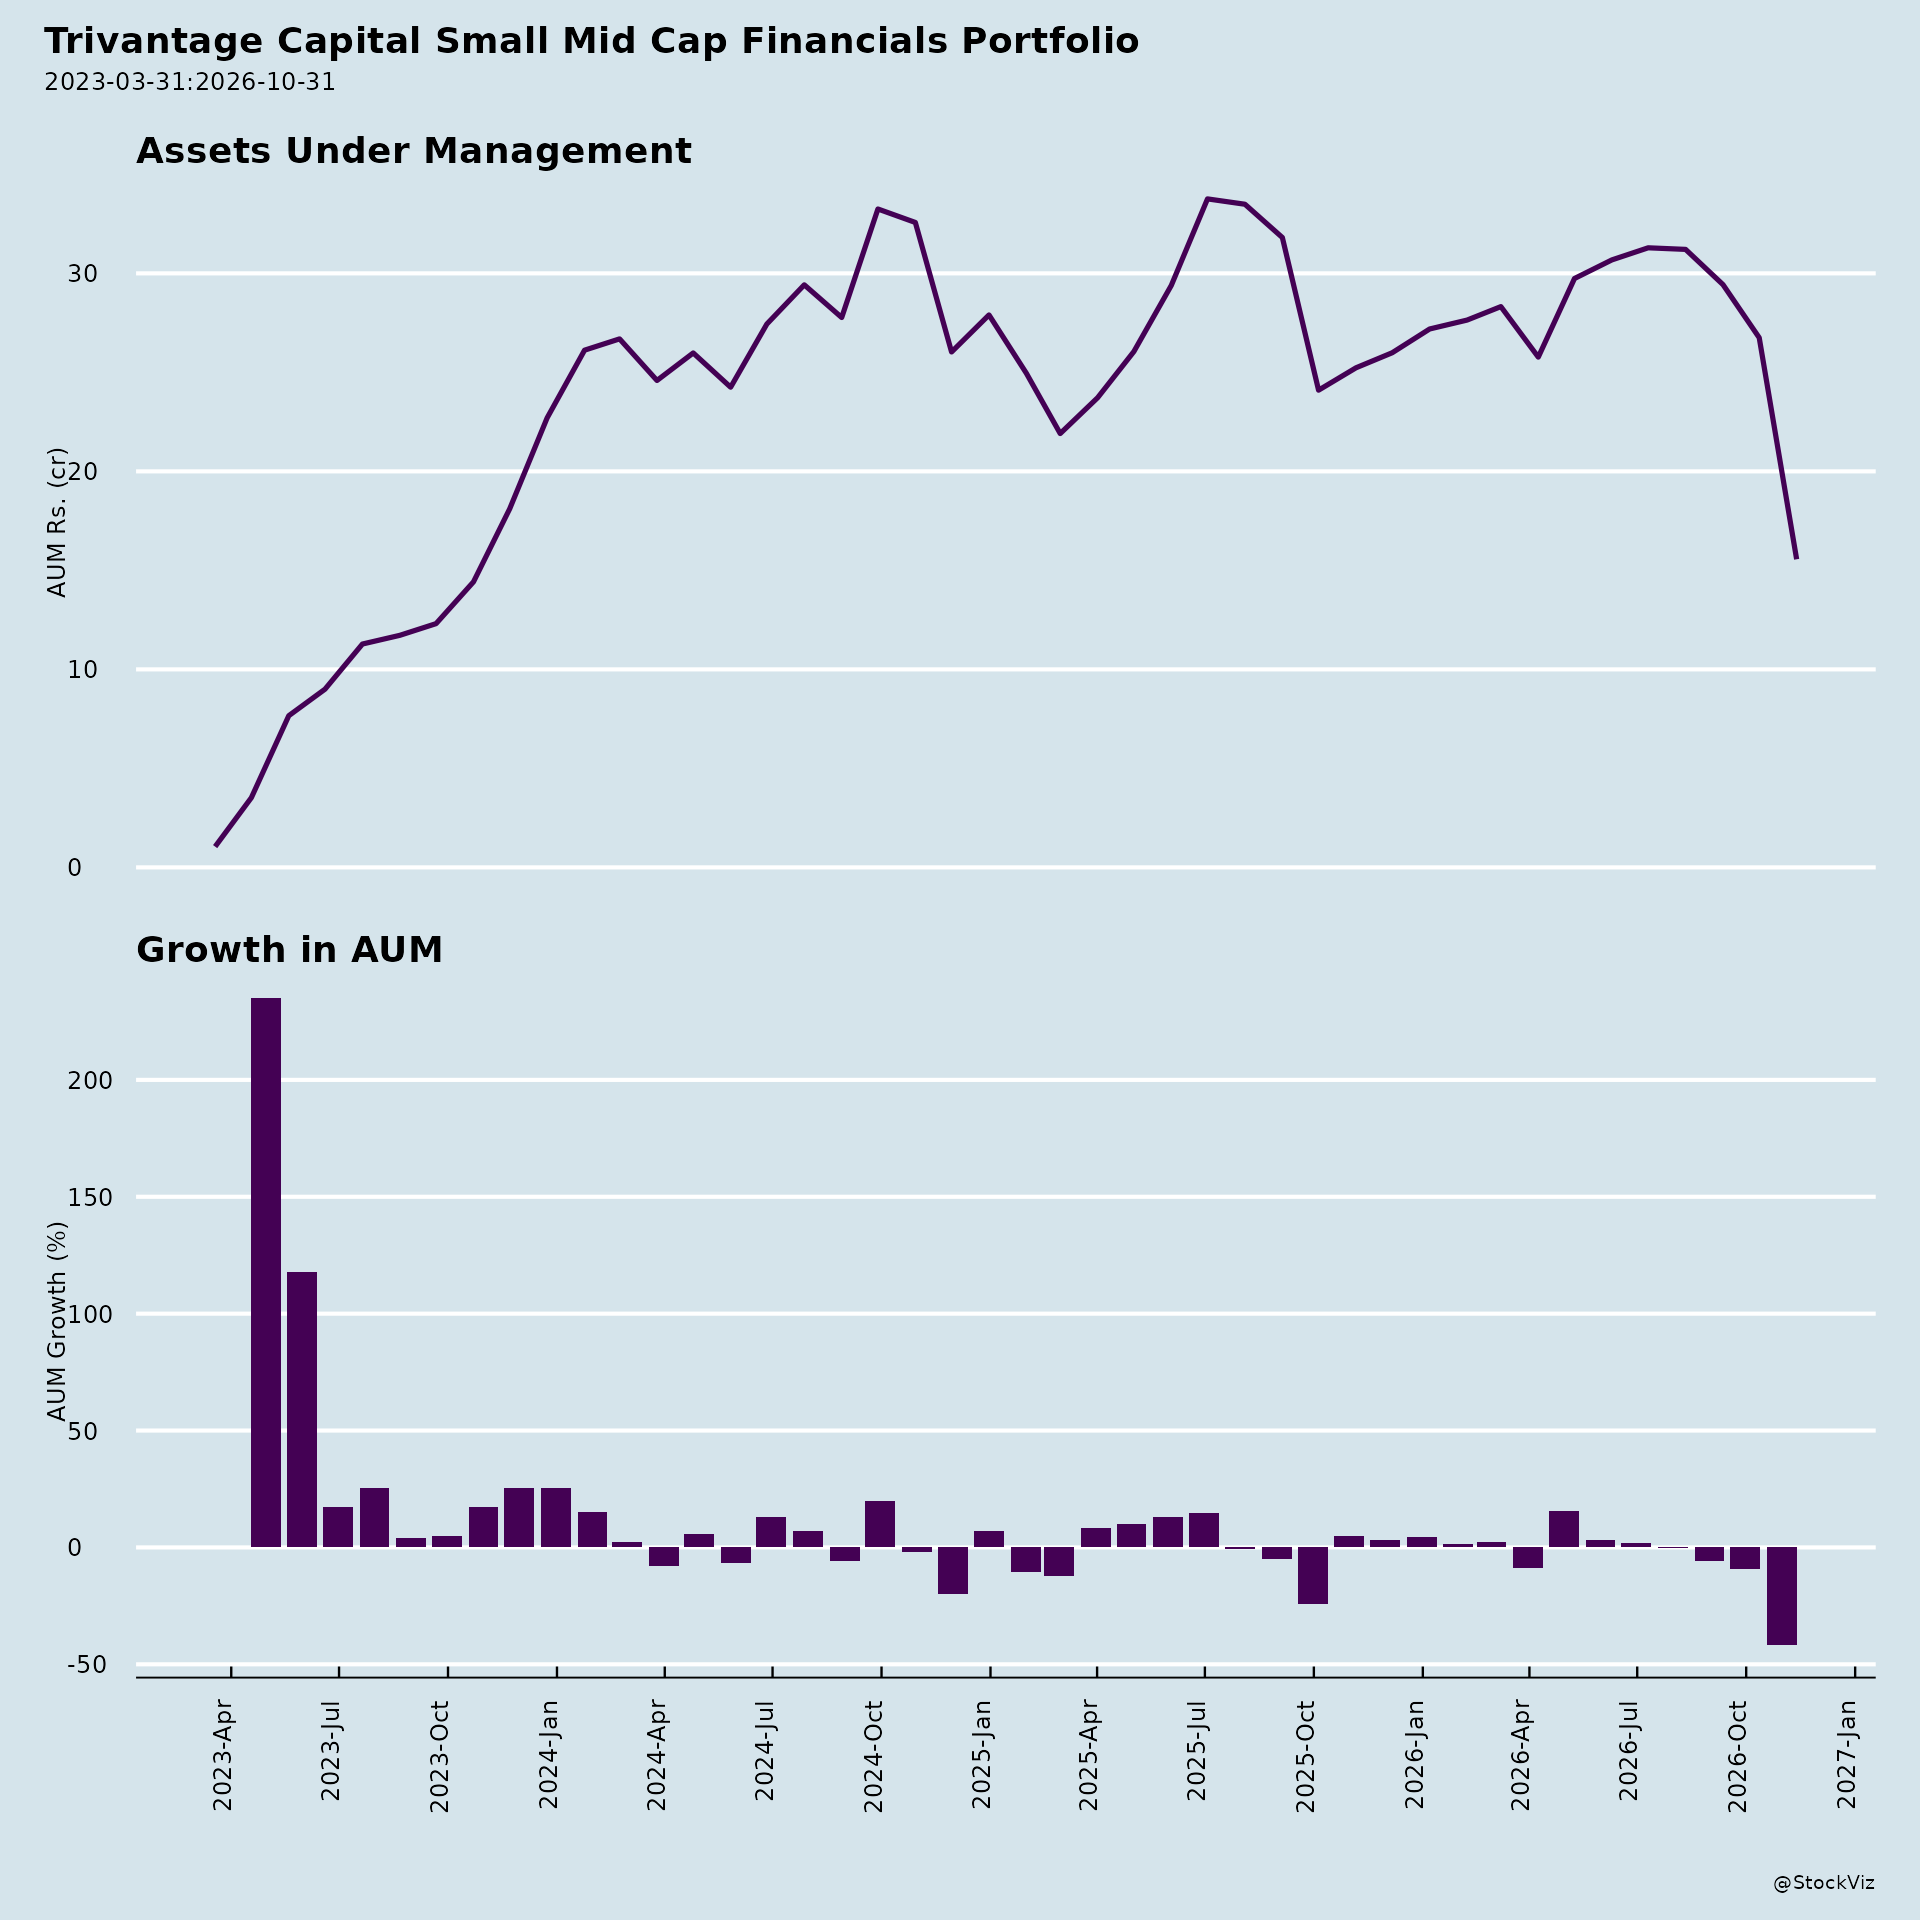 Trivantage Capital Small Mid Cap Financials Portfolio
2023-03-31:2026-10-31
Assets Under Management
AUM Rs. (cr)
30
20
10
0
Growth in AUM
AUM Growth (%)
200
150
100
50
0
-50
2023-Apr
2023-Jul
2023-Oct
2024-Jan
2024-Apr
2024-Jul
2024-Oct
2025-Jan
2025-Apr
2025-Jul
2025-Oct
2026-Jan
2026-Apr
2026-Jul
2026-Oct
2027-Jan
@StockViz